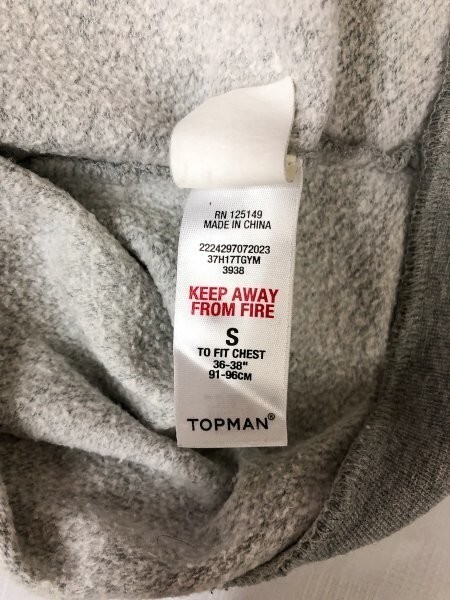 RN 125149
MADE IN CHINA
2224297072023
37H17TGYM
3938
KEEP AWAY
FROM FIRE
S
TO FIT CHEST
36-38"
91-96CM
TOPMAN®